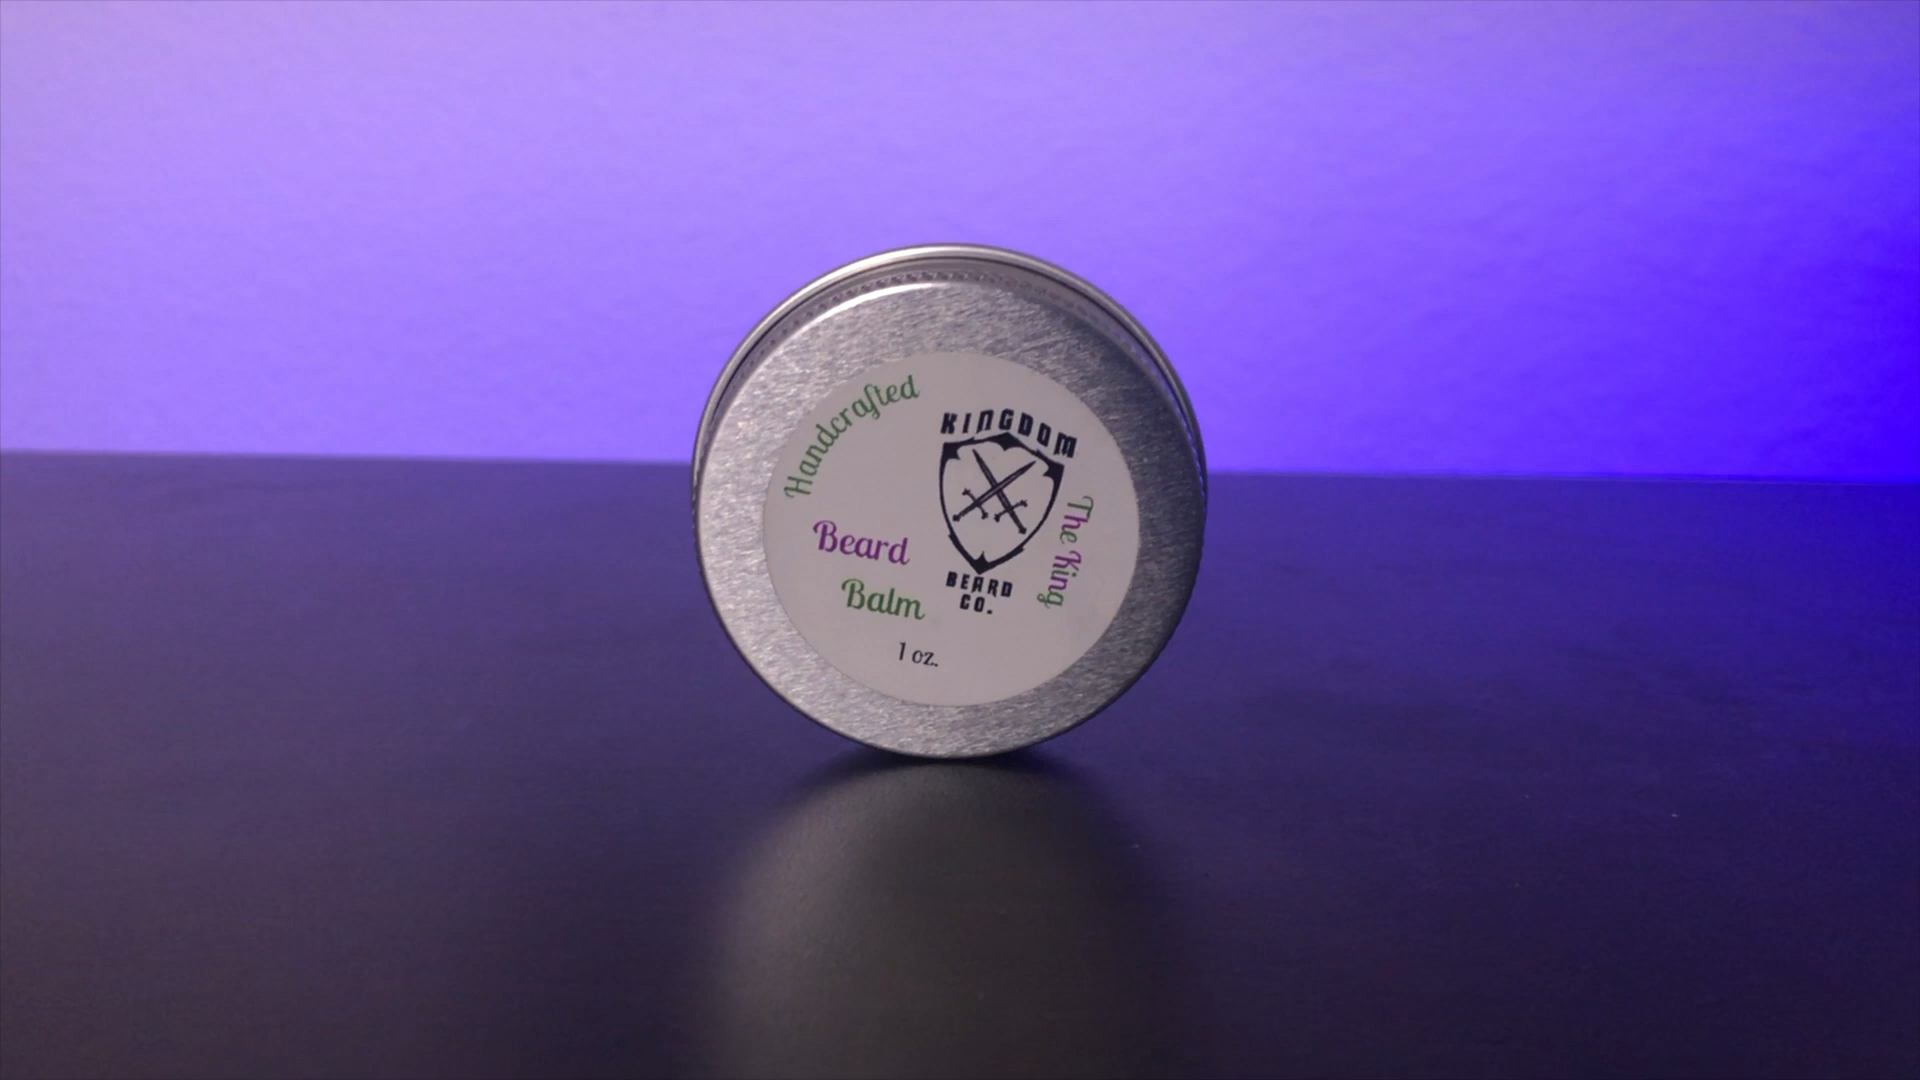 Handcrafted
KINGDOM
BEARD
CO.
The King
Beard
Balm
1 oz.